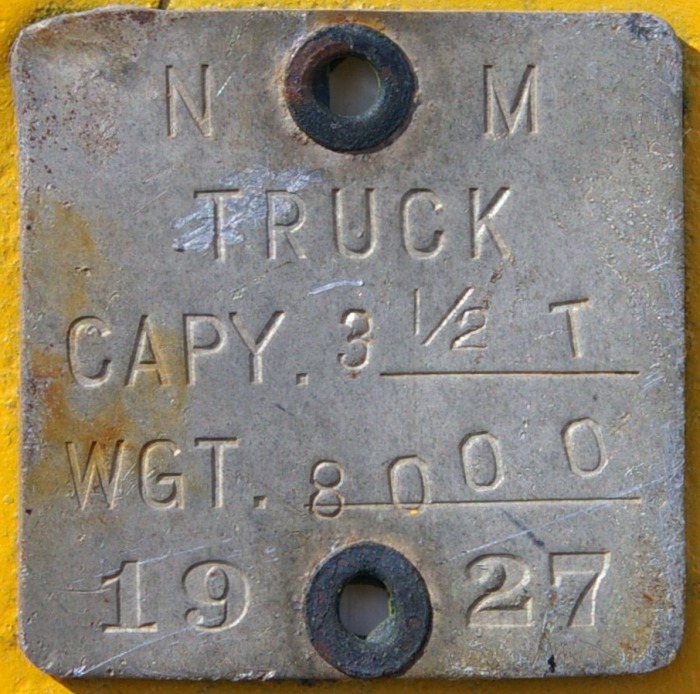 N M
TRUCK
CAPY. 3 1/2 T
WGT. 8000
1927